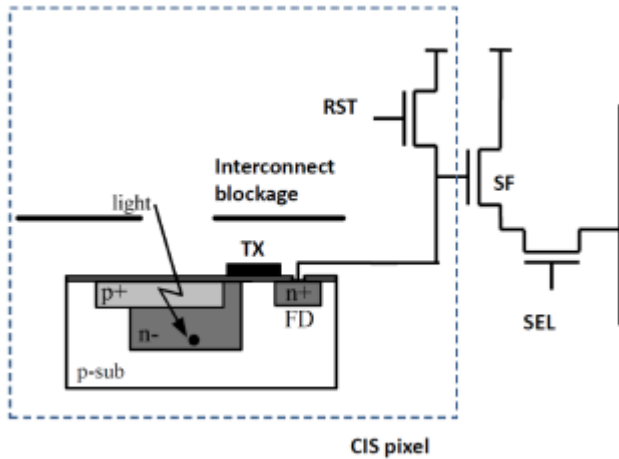 RST
Interconnect
blockage
SF
light
TX
p+
n+
FD
n-
SEL
p-sub
CIS pixel